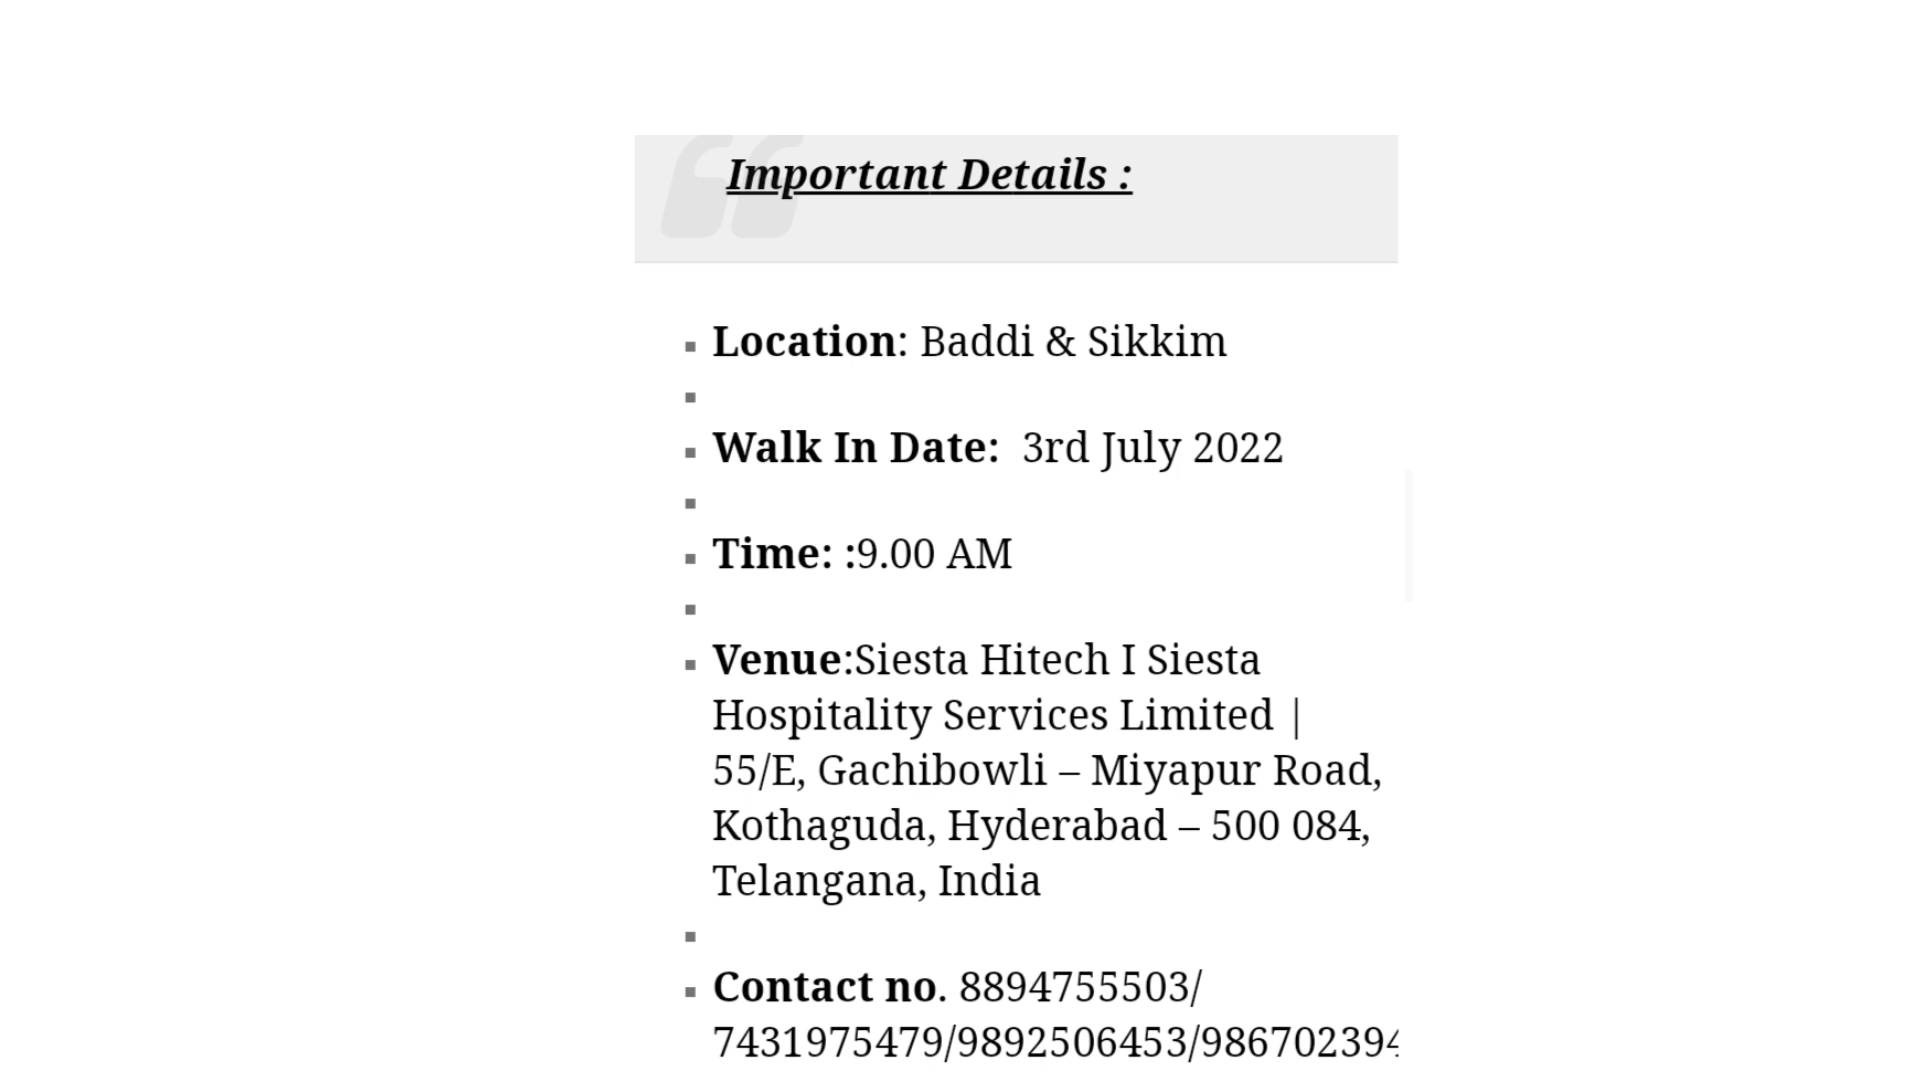 Important Details :
Location: Baddi & Sikkim
Walk In Date:  3rd July 2022
Time: :9.00 AM
Venue:Siesta Hitech I Siesta
Hospitality Services Limited |
55/E, Gachibowli – Miyapur Road,
Kothaguda, Hyderabad – 500 084,
Telangana, India
Contact no. 8894755503/
7431975479/9892506453/986702394